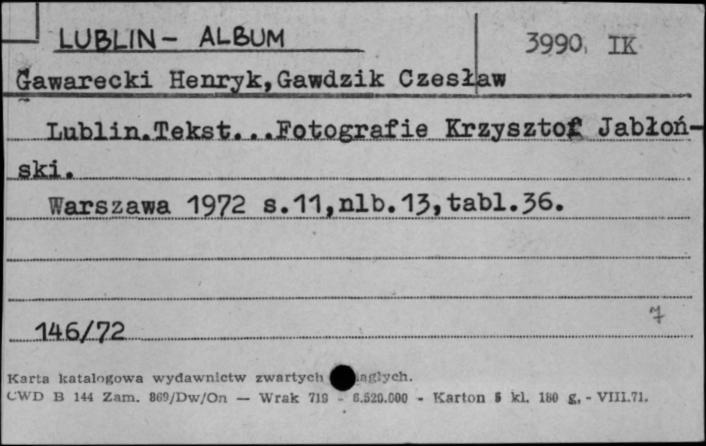 LUBLIN - ALBUM 3990, IK
Gawarecki Henryk, Gawdzik Czesław
Lublin. Tekst... Fotografie Krzysztof Jabłoń-
ski.
Warszawa 1972 s.11, nlb.13, tabl.36.
7
146/72
Karta katalogowa wydawnictw zwartych
CWD B 144 Zam. 869/Dw/On — Wrak 719 - 6.520.000 - Karton 5 kl. 180 g. - VIII.71.